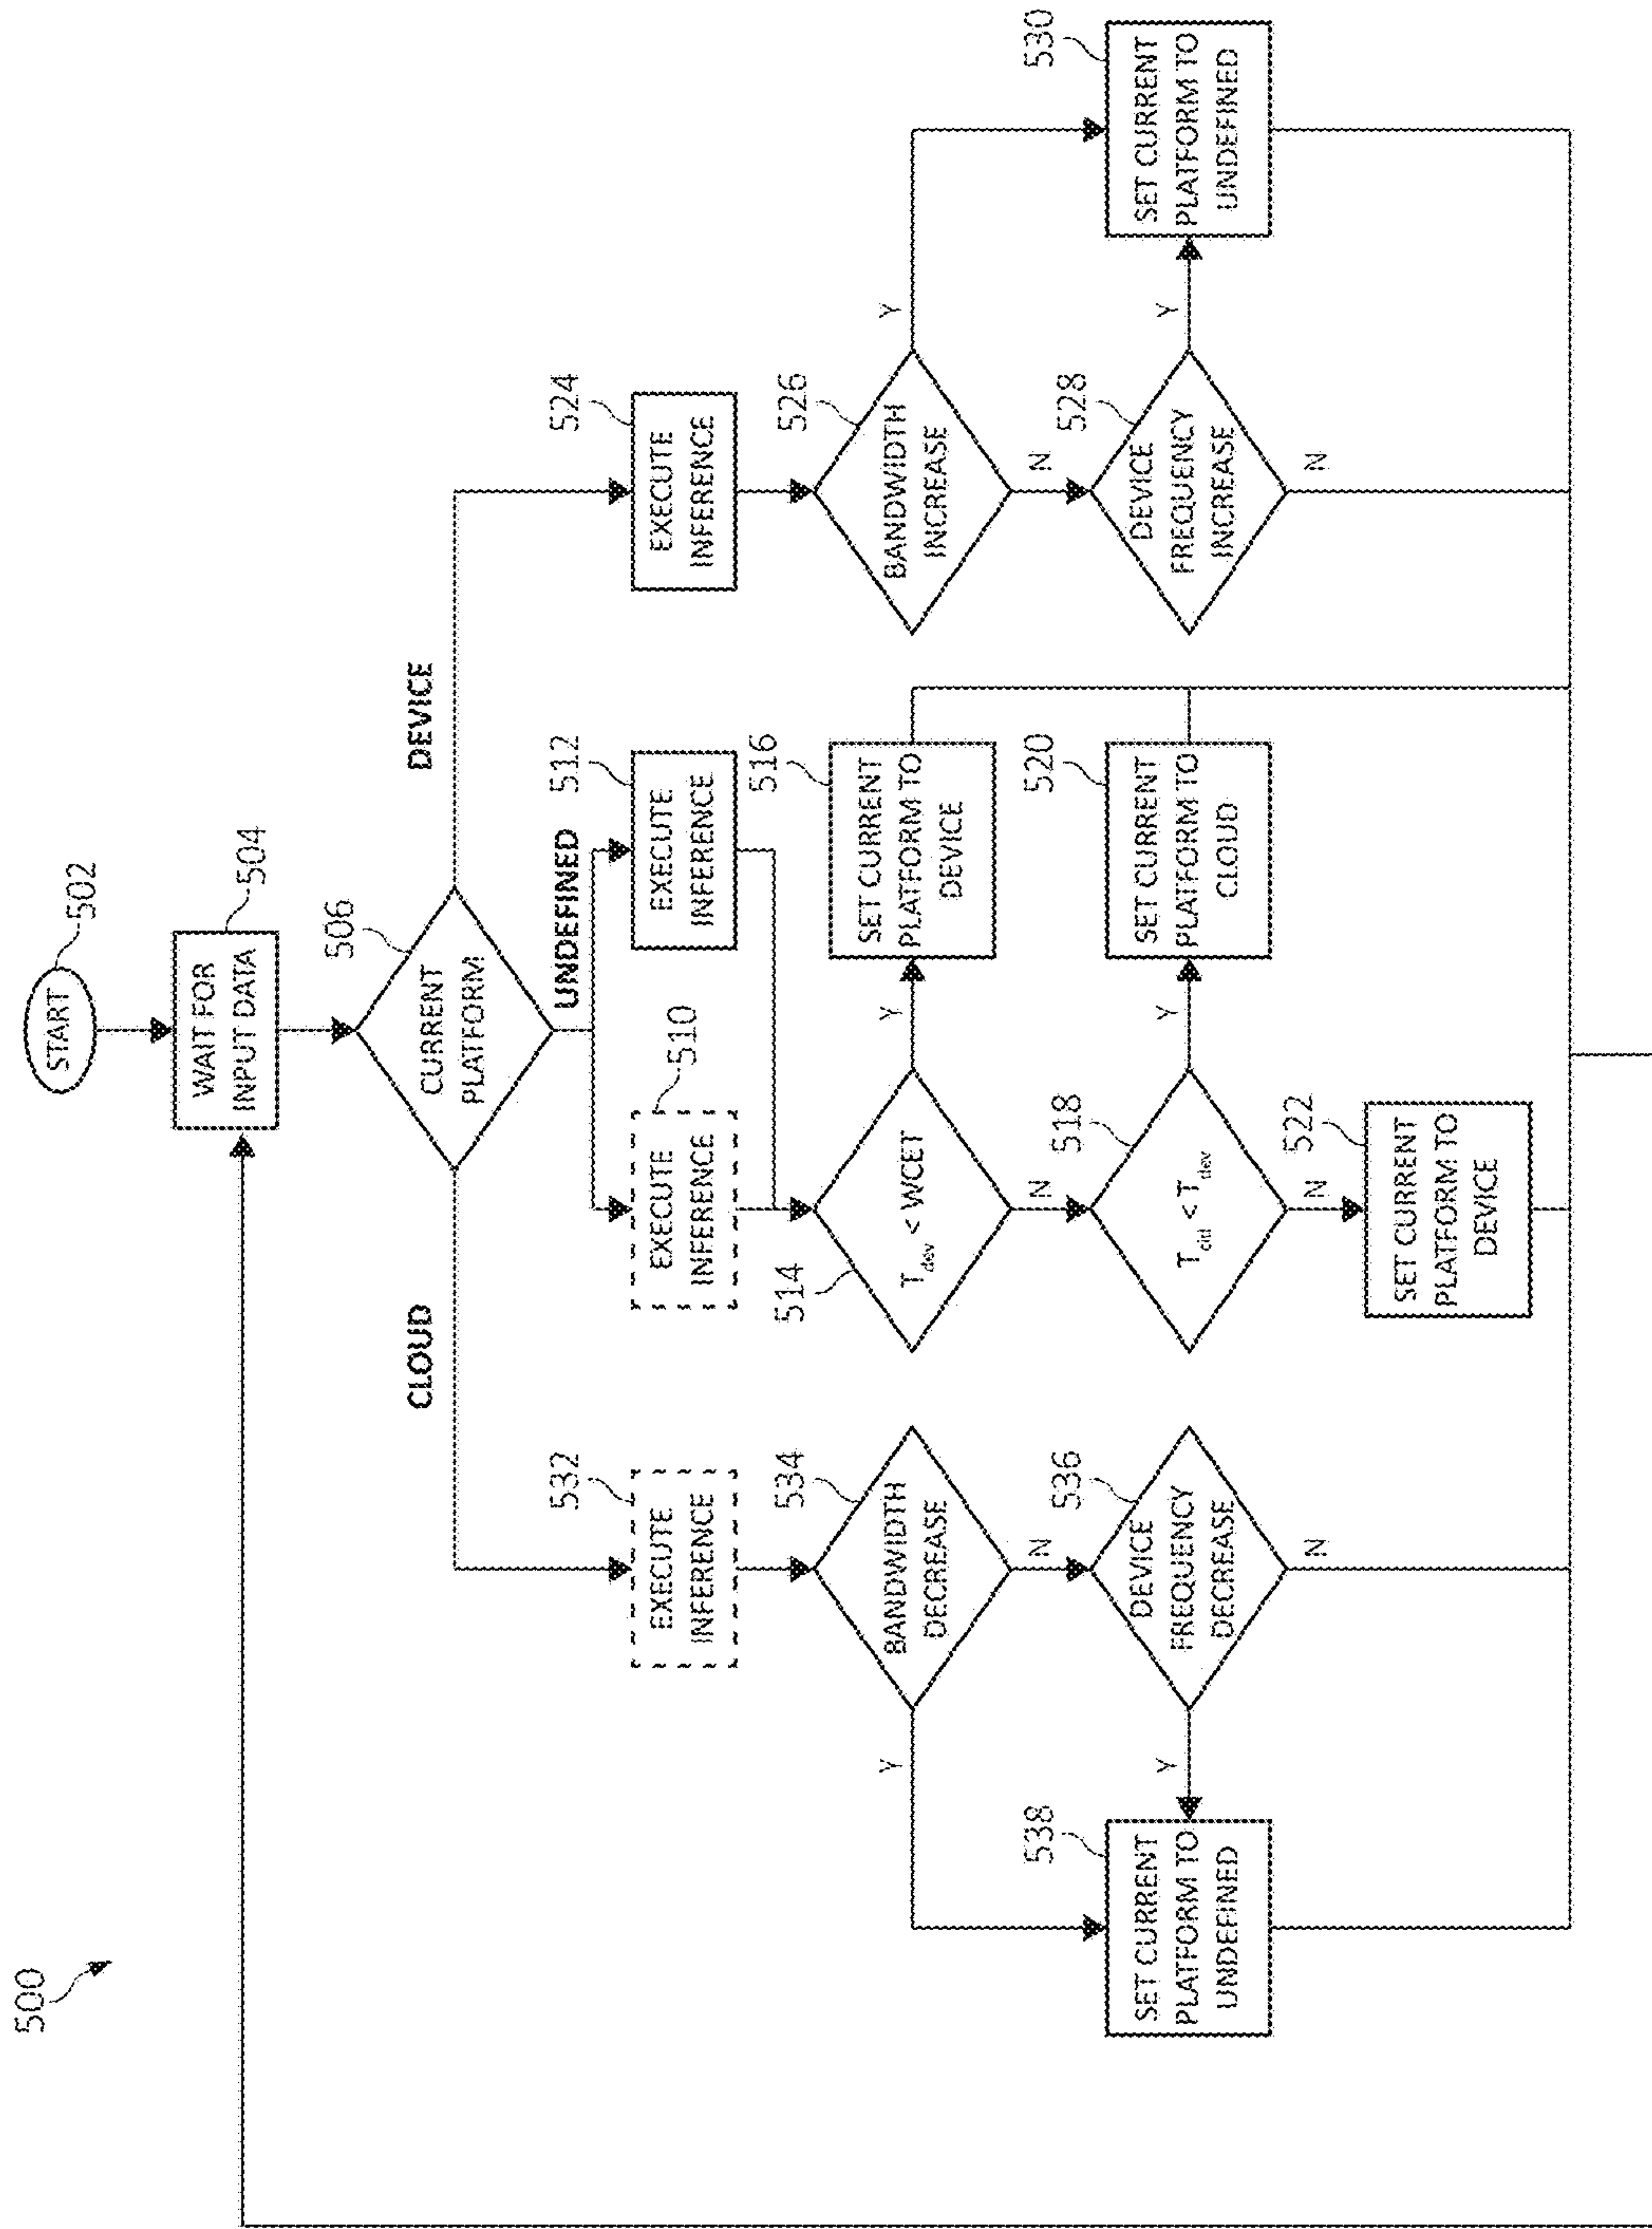 500
START
502
WAIT FOR
INPUT DATA
504
CURRENT
PLATFORM
506
CLOUD
UNDEFINED
DEVICE
EXECUTE
INFERENCE
532
EXECUTE
INFERENCE
510
EXECUTE
INFERENCE
512
EXECUTE
INFERENCE
524
BANDWIDTH
DECREASE
534
Y
N
T_dev < WCET
514
Y
N
SET CURRENT
PLATFORM TO
DEVICE
516
BANDWIDTH
INCREASE
526
Y
N
SET CURRENT
PLATFORM TO
UNDEFINED
538
DEVICE
FREQUENCY
DECREASE
536
Y
N
T < T_dev
518
Y
N
SET CURRENT
PLATFORM TO
CLOUD
520
DEVICE
FREQUENCY
INCREASE
528
Y
N
SET CURRENT
PLATFORM TO
UNDEFINED
530
SET CURRENT
PLATFORM TO
DEVICE
522